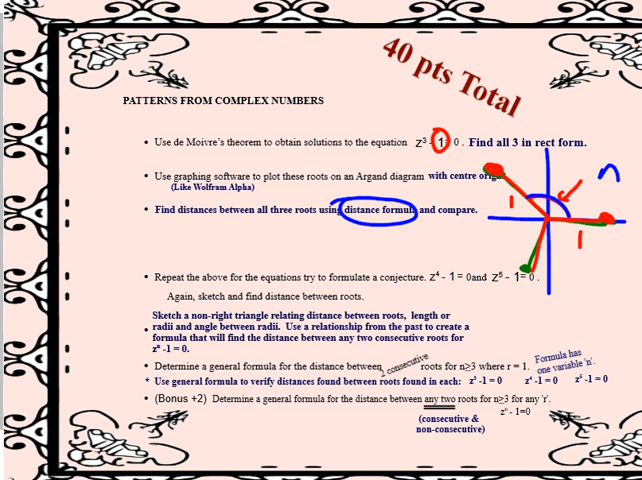 40 pts Total
PATTERNS FROM COMPLEX NUMBERS
• Use de Moivre's theorem to obtain solutions to the equation z³ - 1 = 0 . Find all 3 in rect form.
• Use graphing software to plot these roots on an Argand diagram with centre origin
(Like Wolfram Alpha)
• Find distances between all three roots using distance formula and compare.
n
1
1
• Repeat the above for the equations try to formulate a conjecture. z⁴ - 1 = 0 and z⁵ - 1 = 0 .
Again, sketch and find distance between roots.
Sketch a non-right triangle relating distance between roots, length or
• radii and angle between radii. Use a relationship from the past to create a
formula that will find the distance between any two consecutive roots for
zⁿ -1 = 0.
• Determine a general formula for the distance between 2 consecutive roots for n≥3 where r = 1. Formula has
one variable 'n'.
* Use general formula to verify distances found between roots found in each: z³ -1 = 0 z⁴ -1 = 0 z⁵ -1 = 0
• (Bonus +2) Determine a general formula for the distance between any two roots for n≥3 for any 'r'.
zⁿ - 1=0
(consecutive &
non-consecutive)